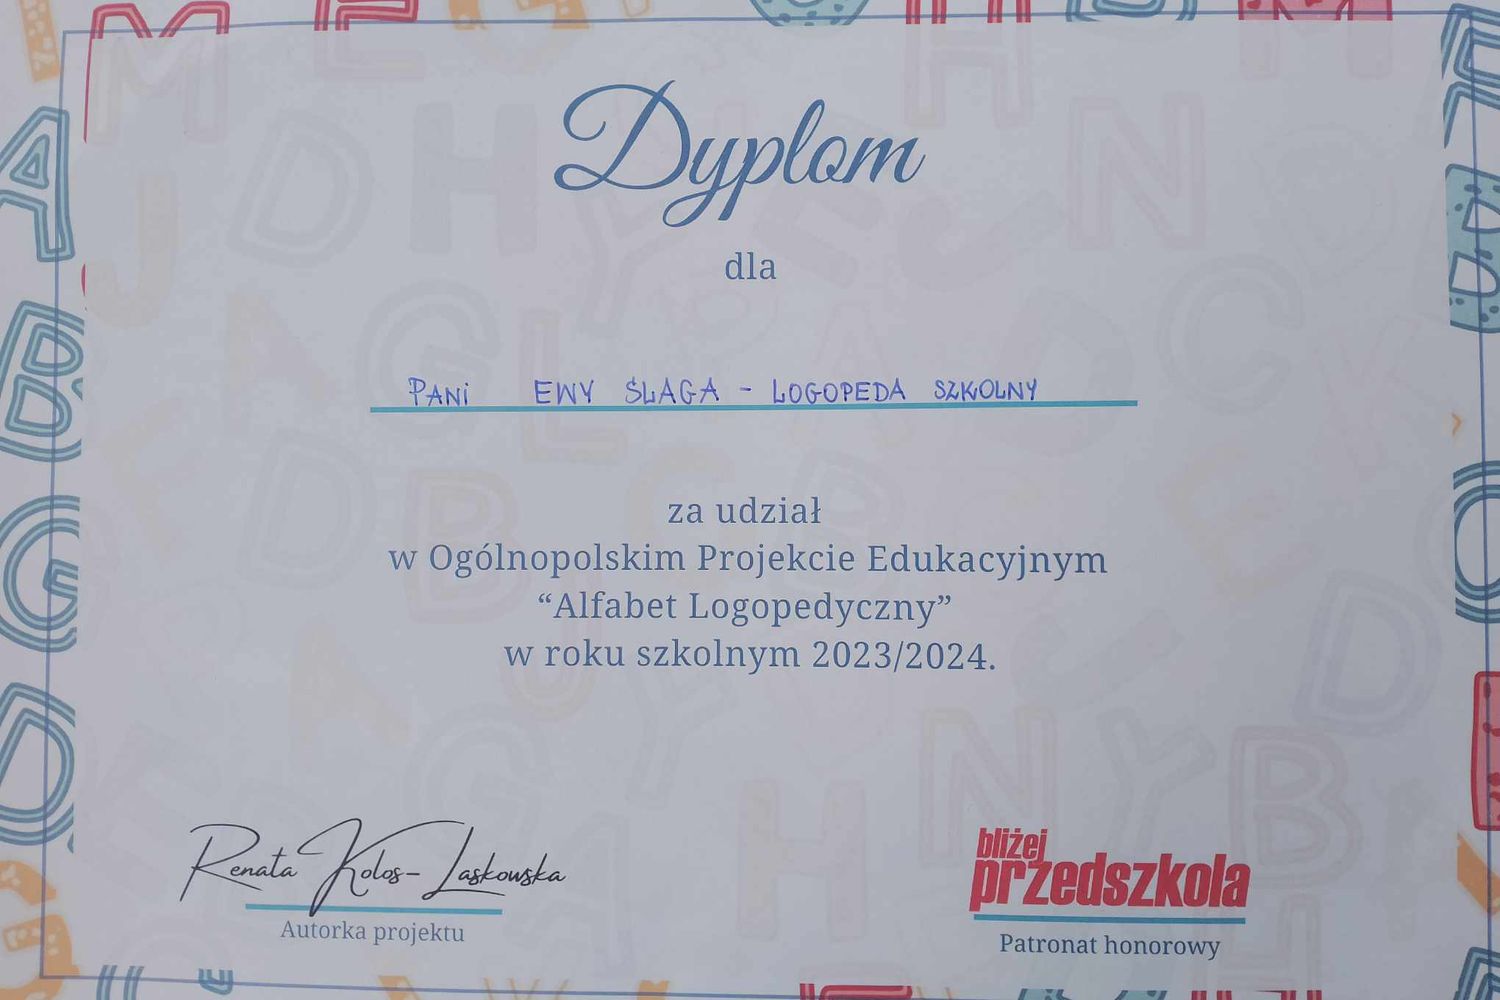 Dyplom
dla
PANI EWY ŚLAGA - LOGOPEDA SZKOLNY
za udział
w Ogólnopolskim Projekcie Edukacyjnym
“Alfabet Logopedyczny”
w roku szkolnym 2023/2024.
Renata Kolos-Laskowska
Autorka projektu
bliżej
przedszkola
Patronat honorowy